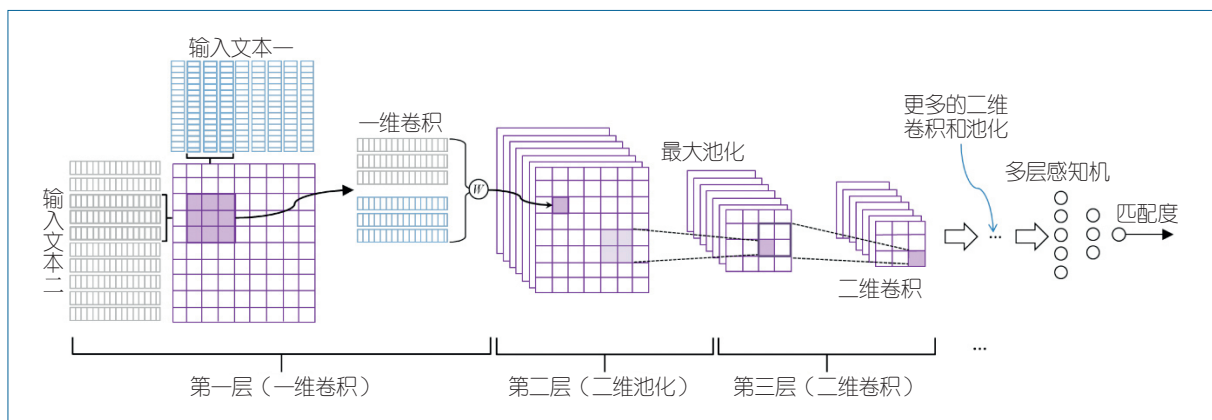 输入文本一
输入文本二
一维卷积
W
最大池化
二维卷积
更多的二维
卷积和池化
...
多层感知机
匹配度
第一层（一维卷积）
第二层（二维池化）
第三层（二维卷积）
...